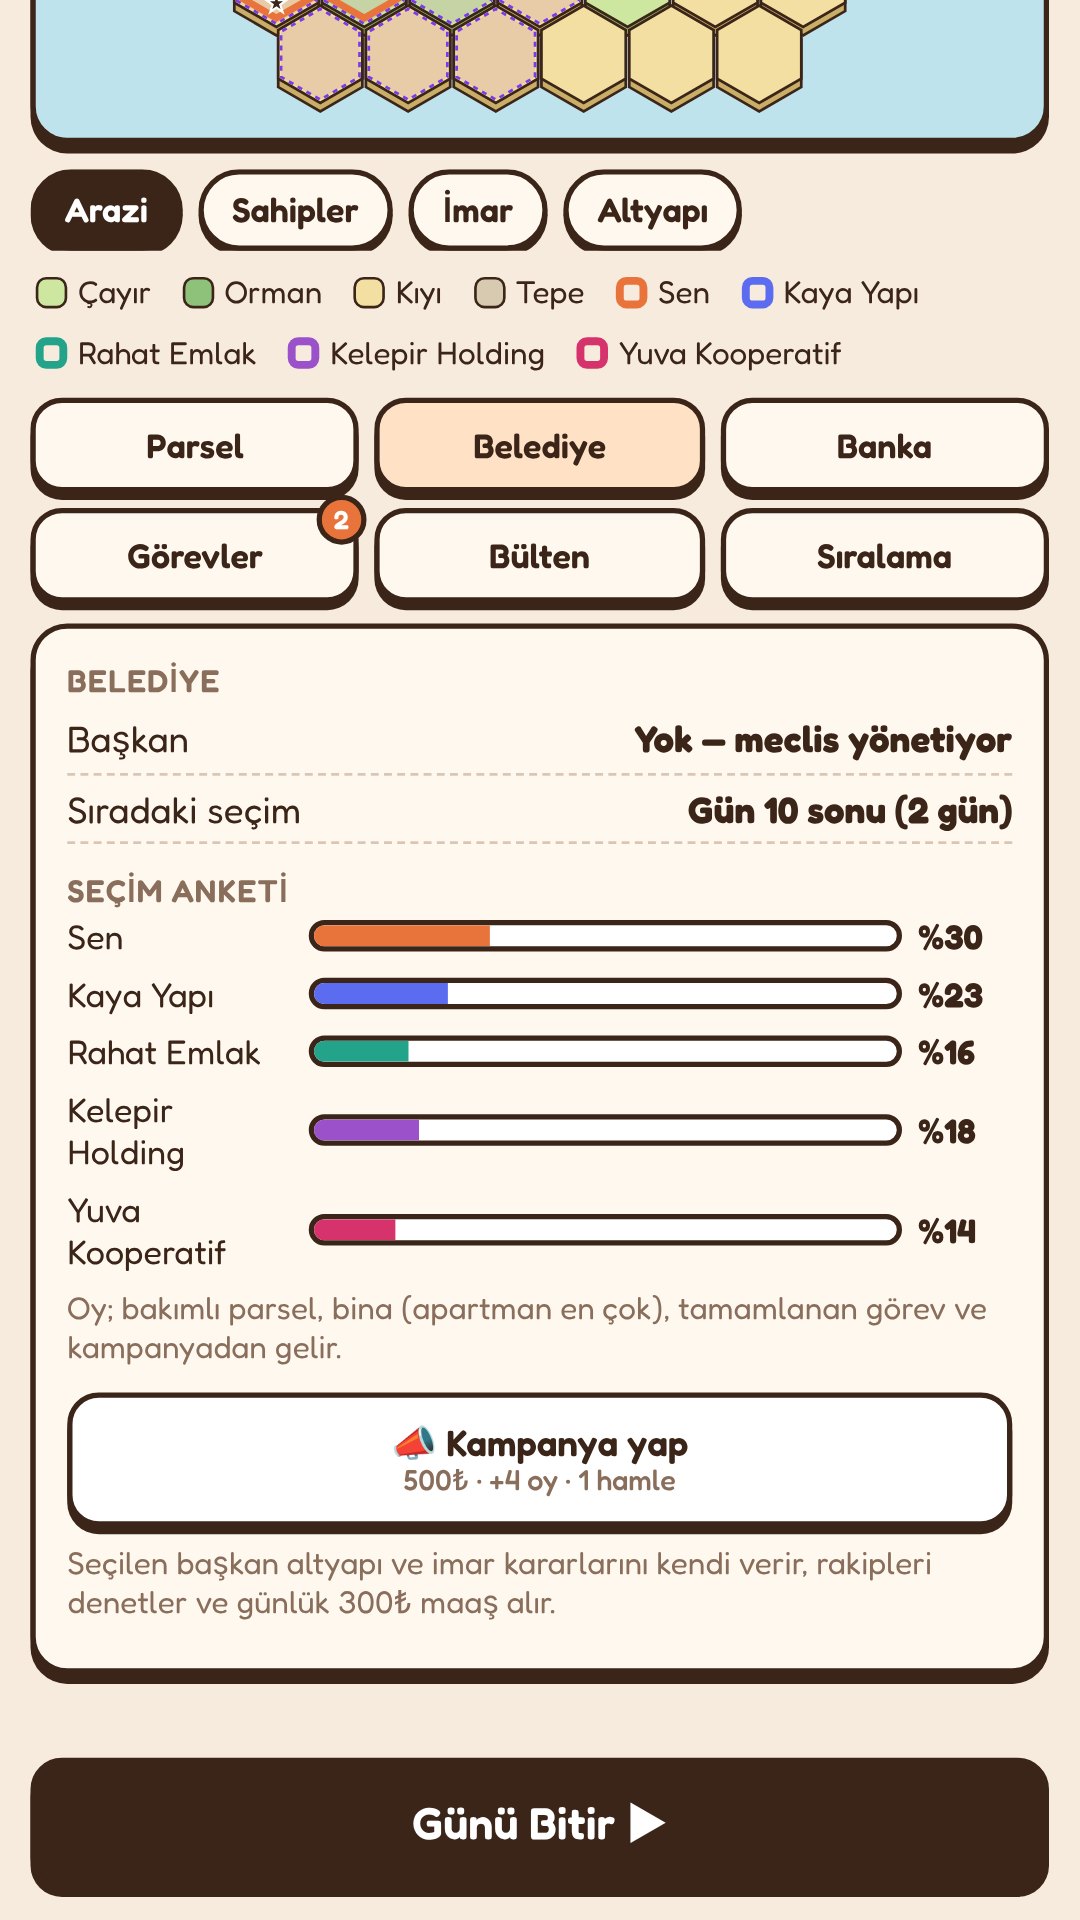 Arazi Sahipler İmar Altyapı
Çayır Orman Kıyı Tepe Sen Kaya Yapı
Rahat Emlak Kelepir Holding Yuva Kooperatif
Parsel Belediye Banka
2
Görevler Bülten Sıralama
BELEDİYE
Başkan Yok – meclis yönetiyor
Sıradaki seçim Gün 10 sonu (2 gün)
SEÇİM ANKETİ
Sen %30
Kaya Yapı %23
Rahat Emlak %16
Kelepir
Holding %18
Yuva
Kooperatif %14
Oy; bakımlı parsel, bina (apartman en çok), tamamlanan görev ve
kampanyadan gelir.
📣 Kampanya yap
500₺ · +4 oy · 1 hamle
Seçilen başkan altyapı ve imar kararlarını kendi verir, rakipleri
denetler ve günlük 300₺ maaş alır.
Günü Bitir ▶